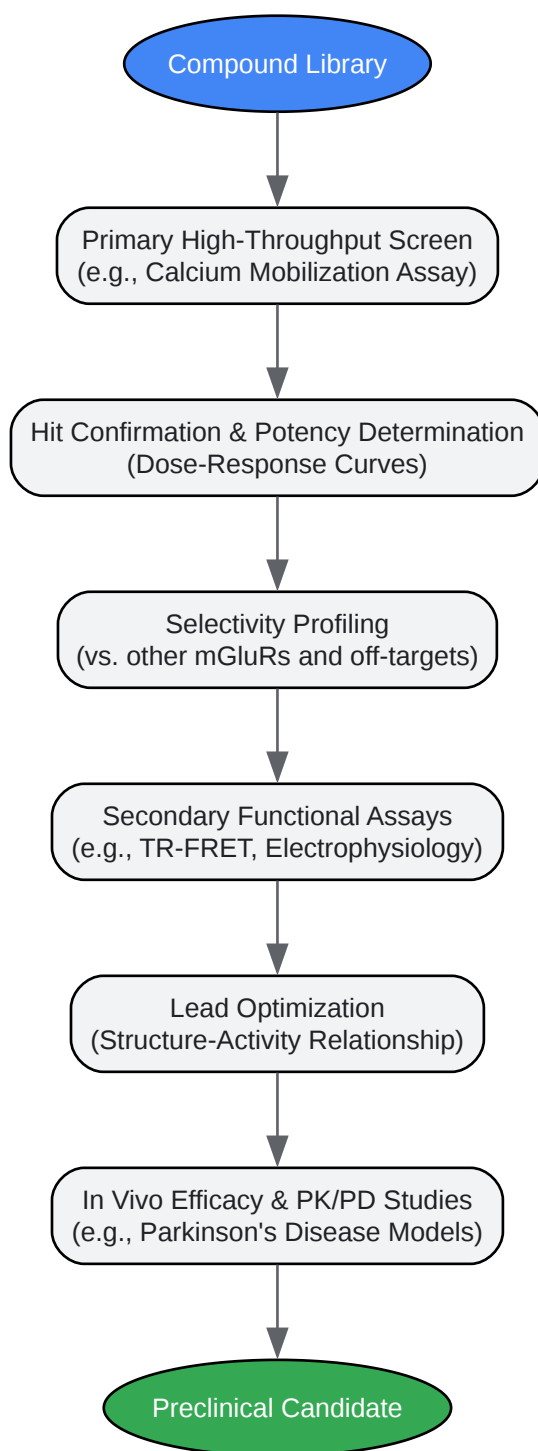 Compound Library
Primary High-Throughput Screen
(e.g., Calcium Mobilization Assay)
Hit Confirmation & Potency Determination
(Dose-Response Curves)
Selectivity Profiling
(vs. other mGluRs and off-targets)
Secondary Functional Assays
(e.g., TR-FRET, Electrophysiology)
Lead Optimization
(Structure-Activity Relationship)
In Vivo Efficacy & PK/PD Studies
(e.g., Parkinson's Disease Models)
Preclinical Candidate